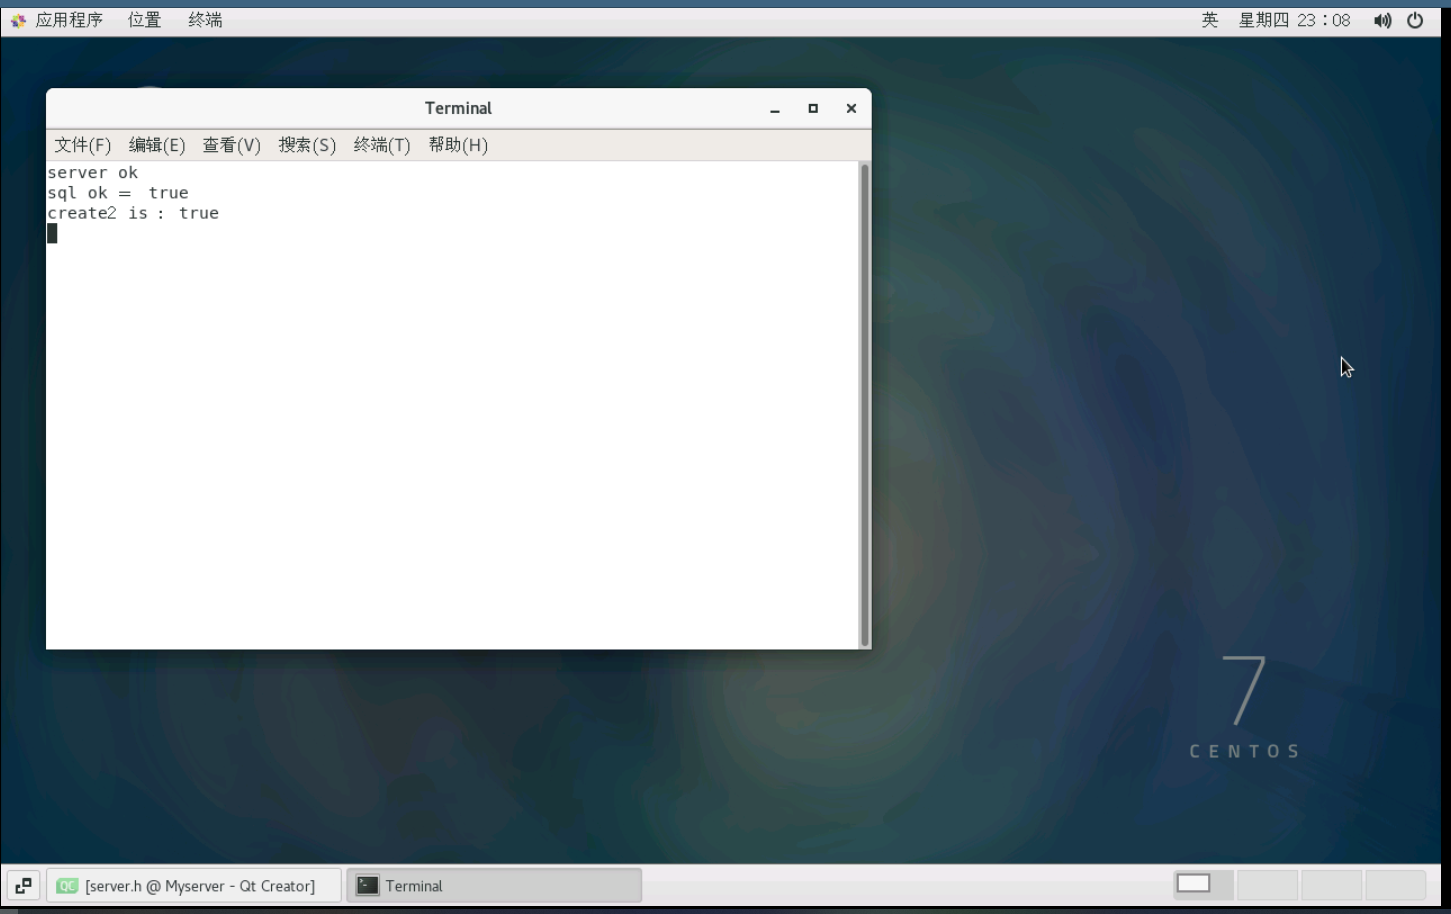 应用程序 位置 终端 英 星期四 23：08
Terminal
文件(F) 编辑(E) 查看(V) 搜索(S) 终端(T) 帮助(H)
server ok
sql ok = true
create2 is : true
7
CENTOS
QC [server.h @ Myserver - Qt Creator] Terminal